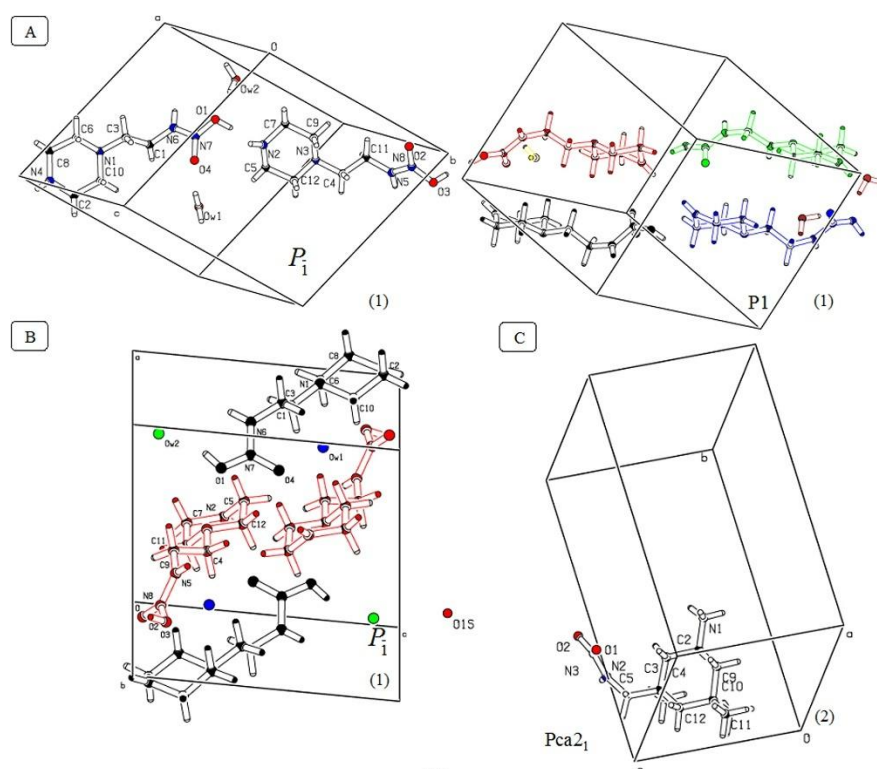 A
a
O
Ow2
O1
C3
C6
N6
C7
C9
N7
C1
N1
C8
C10
O4
N2
N3
C11
N8
O2
b
N4
C5
C12
C4
N5
O3
C2
c
Ow1
P1̄
(1)
P1
(1)
B
C
a
C8
C2
N1
C6
C3
C1
C10
N6
Ow2
Ow1
N7
O1
O4
C5
N2
C7
C12
C11
C9
C4
N5
N8
O
O2
O3
P1̄
c
(1)
b
O1S
b
a
N1
C2
O2
O1
N2
C3
C4
N3
C5
C9
C10
C12
C11
O
(2)
Pca2₁